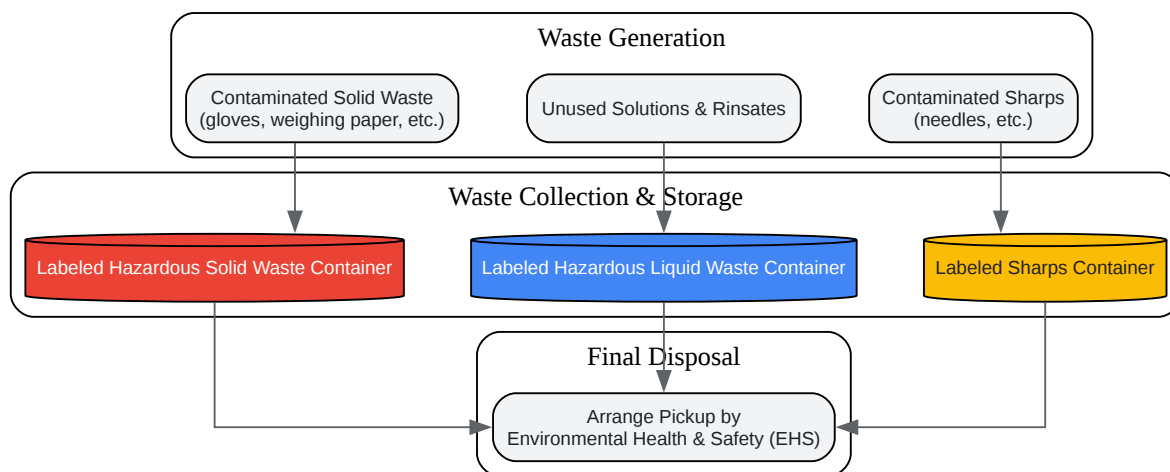 Waste Generation
Contaminated Solid Waste
(gloves, weighing paper, etc.)
Unused Solutions & Rinsates
Contaminated Sharps
(needles, etc.)
Waste Collection & Storage
Labeled Hazardous Solid Waste Container
Labeled Hazardous Liquid Waste Container
Labeled Sharps Container
Final Disposal
Arrange Pickup by
Environmental Health & Safety (EHS)